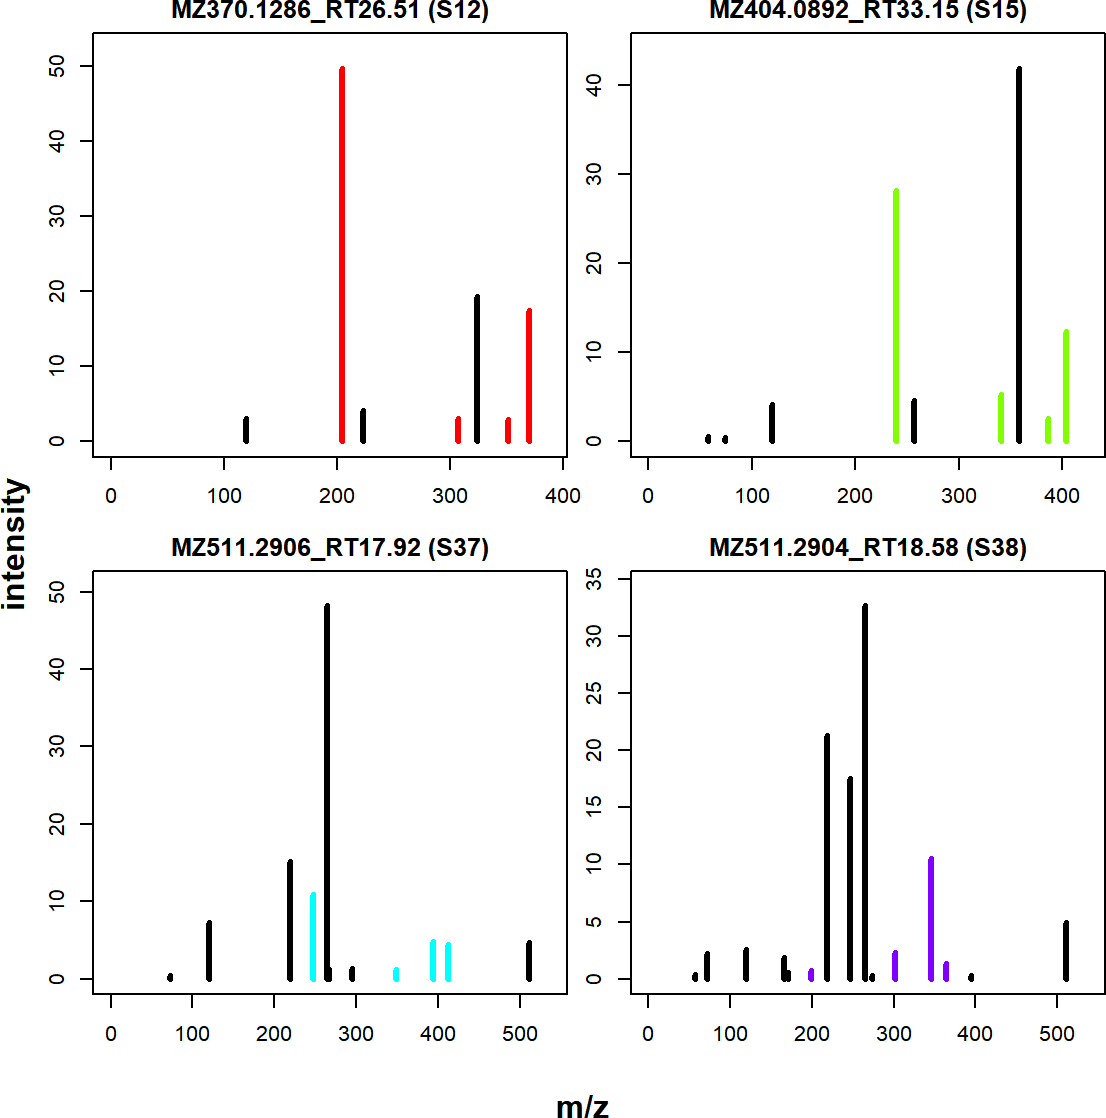 MZ370.1286_RT26.51 (S12)
MZ404.0892_RT33.15 (S15)
50
40
30
20
10
0
0 100 200 300 400
40
30
20
10
0
0 100 200 300 400
intensity
MZ511.2906_RT17.92 (S37)
MZ511.2904_RT18.58 (S38)
50
40
30
20
10
0
0 100 200 300 400 500
35
30
25
20
15
10
5
0
0 100 200 300 400 500
m/z